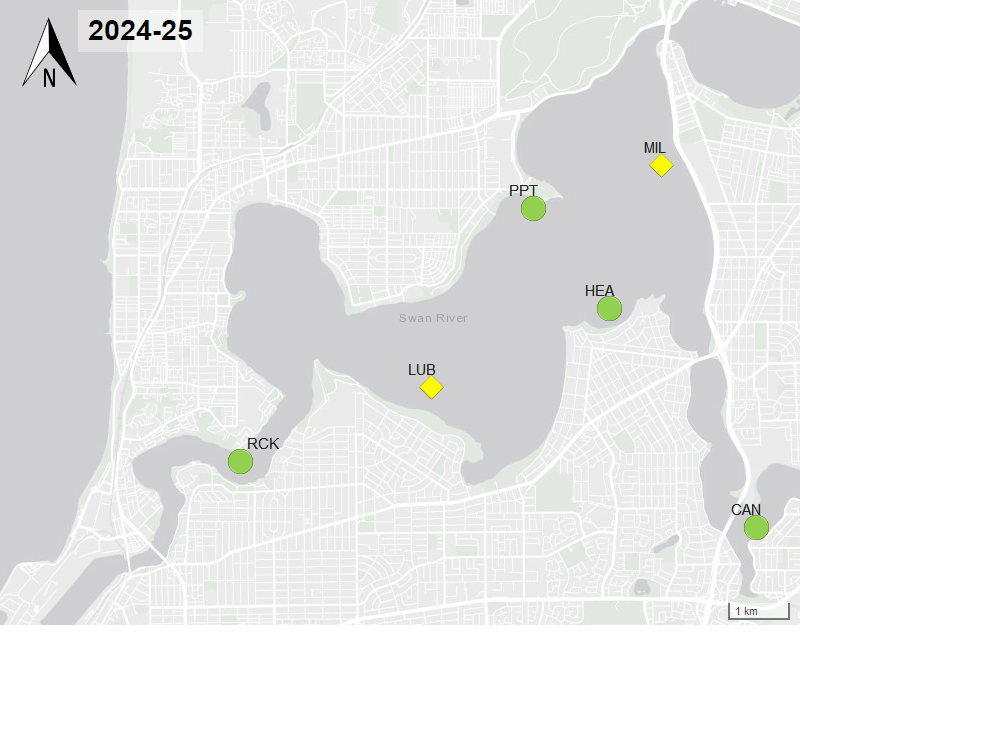 2024-25
N
MIL
PPT
HEA
Swan River
LUB
RCK
CAN
1 km